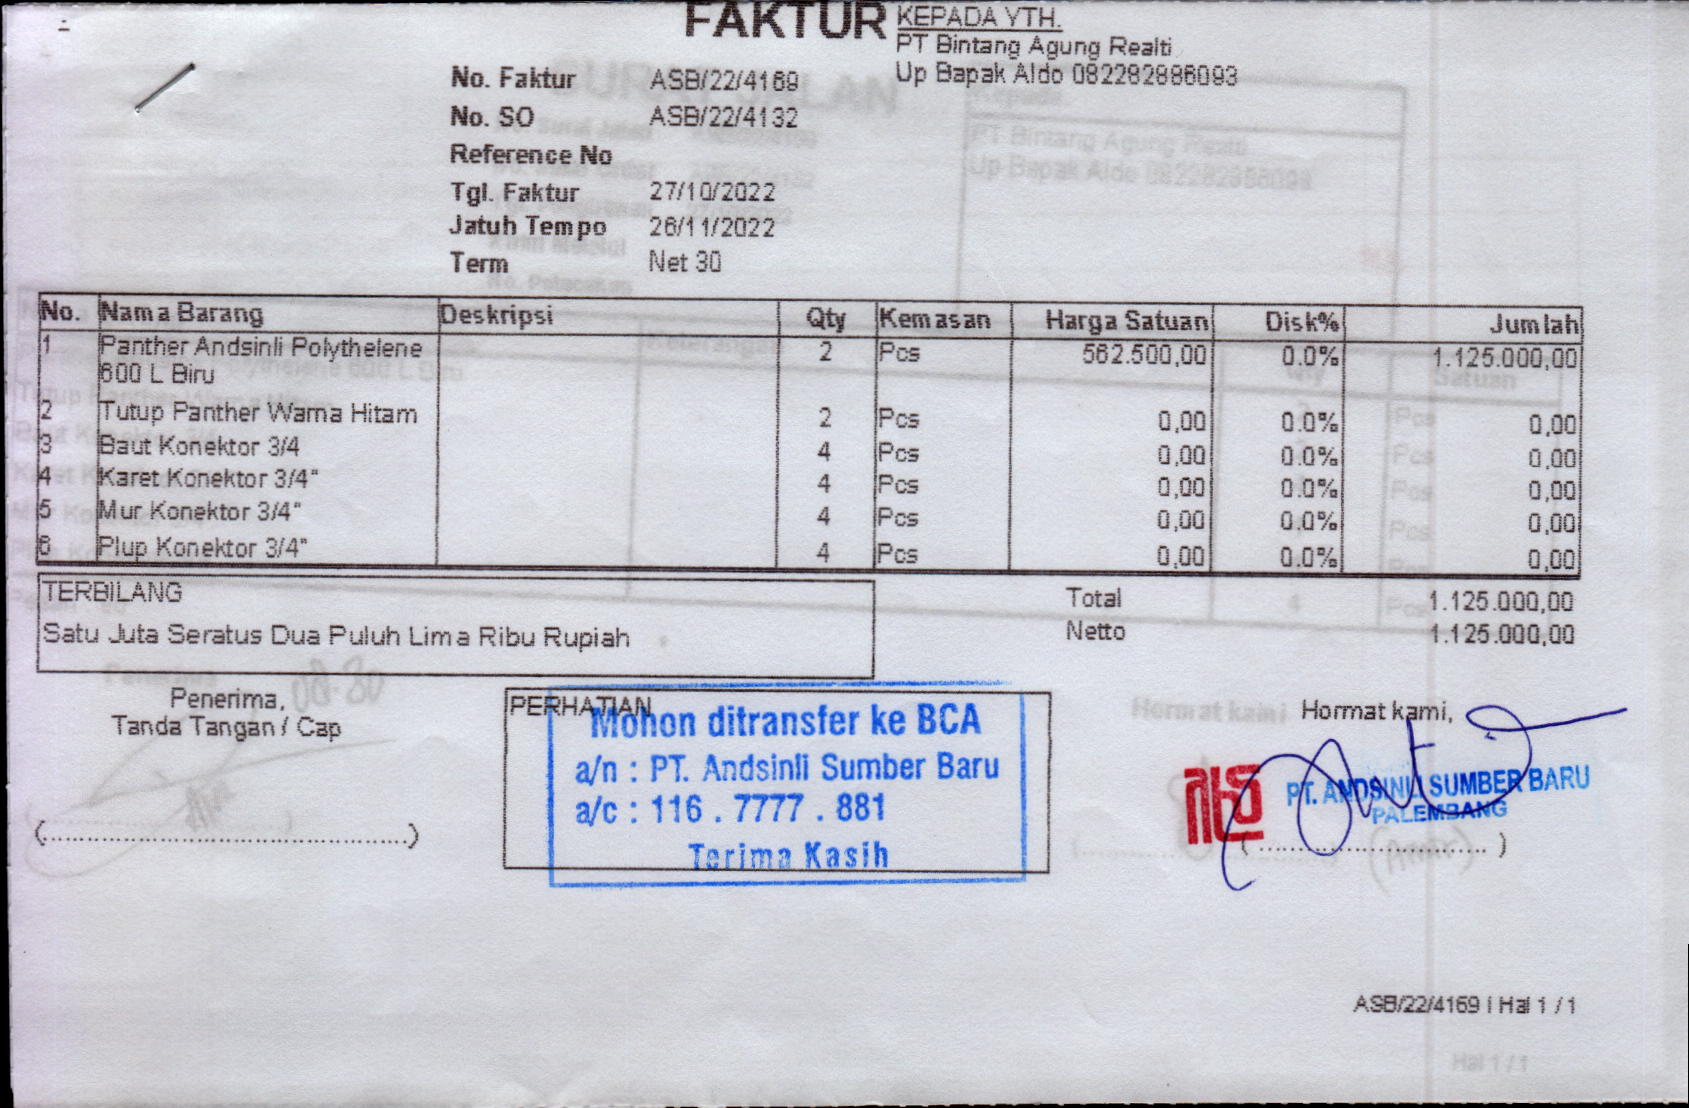 FAKTUR
KEPADA YTH.
PT Bintang Agung Realti
Up Bapak Aldo 082282886093
No. Faktur ASB/22/4169
No. SO ASB/22/4132
Reference No
Tgl. Faktur 27/10/2022
Jatuh Tempo 26/11/2022
Term Net 30
No. Nama Barang Deskripsi Qty Kemasan Harga Satuan Disk% Jumlah
1 Panther Andsinli Polythelene 2 Pcs 562.500,00 0.0% 1.125.000,00
600 L Biru
2 Tutup Panther Warna Hitam 2 Pcs 0,00 0.0% 0,00
3 Baut Konektor 3/4 4 Pcs 0,00 0.0% 0,00
4 Karet Konektor 3/4" 4 Pcs 0,00 0.0% 0,00
5 Mur Konektor 3/4" 4 Pcs 0,00 0.0% 0,00
6 Plup Konektor 3/4" 4 Pcs 0,00 0.0% 0,00
TERBILANG
Satu Juta Seratus Dua Puluh Lima Ribu Rupiah
Total 1.125.000,00
Netto 1.125.000,00
Penerima,
Tanda Tangan / Cap
(................................................)
PERHATIAN
Mohon ditransfer ke BCA
a/n : PT. Andsinli Sumber Baru
a/c : 116 . 7777 . 881
Terima Kasih
Hormat kami,
PT. ANDSINLI SUMBER BARU
PALEMBANG
(................................)
ASB/22/4169 | Hal 1 / 1
Hal 1 / 1